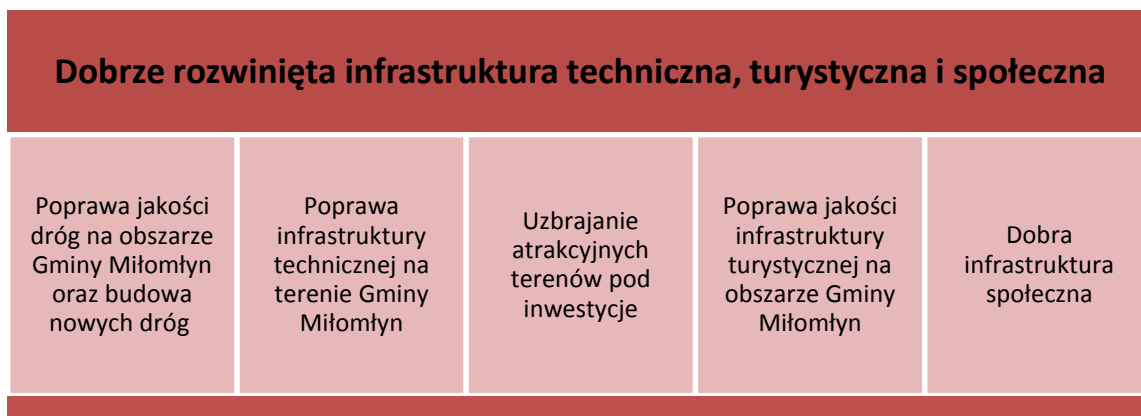 Dobrze rozwinięta infrastruktura techniczna, turystyczna i społeczna
Poprawa jakości
dróg na obszarze
Gminy Miłomłyn
oraz budowa
nowych dróg
Poprawa
infrastruktury
technicznej na
terenie Gminy
Miłomłyn
Uzbrajanie
atrakcyjnych
terenów pod
inwestycje
Poprawa jakości
infrastruktury
turystycznej na
obszarze Gminy
Miłomłyn
Dobra
infrastruktura
społeczna